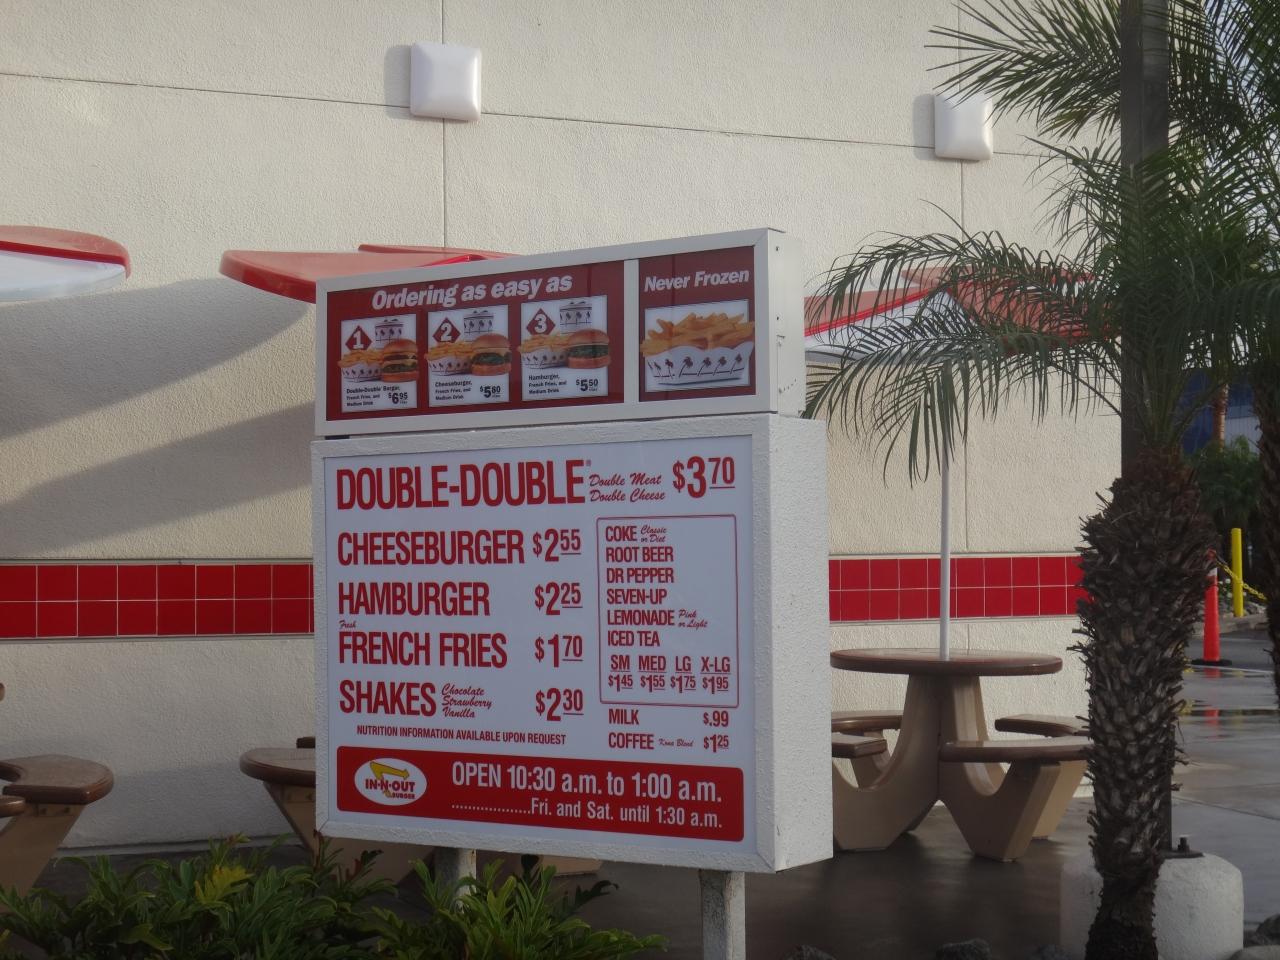 Ordering as easy as
Never Frozen
1
2
3
Double-Double® Burger,
French Fries, and
Medium Drink
$6.95
Cheeseburger,
French Fries, and
Medium Drink
$5.80
Hamburger,
French Fries, and
Medium Drink
$5.50
DOUBLE-DOUBLE® Double Meat Double Cheese $3.70
CHEESEBURGER $2.55
HAMBURGER $2.25
Fresh
FRENCH FRIES $1.70
SHAKES Chocolate Strawberry Vanilla $2.30
NUTRITION INFORMATION AVAILABLE UPON REQUEST
COKE Classic or Diet
ROOT BEER
DR PEPPER
SEVEN-UP
LEMONADE Pink or Light
ICED TEA
SM MED LG X-LG
$1.45 $1.55 $1.75 $1.95
MILK $.99
COFFEE Kona Blend $1.25
IN-N-OUT
BURGER
OPEN 10:30 a.m. to 1:00 a.m.
..................Fri. and Sat. until 1:30 a.m.